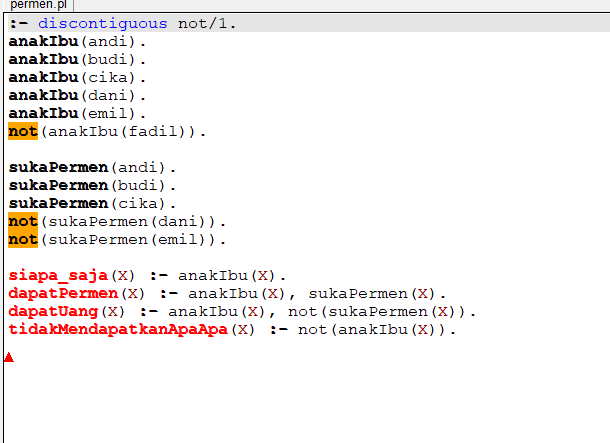 permen.pl
:- discontiguous not/1.
anakIbu(andi).
anakIbu(budi).
anakIbu(cika).
anakIbu(dani).
anakIbu(emil).
not(anakIbu(fadil)).
sukaPermen(andi).
sukaPermen(budi).
sukaPermen(cika).
not(sukaPermen(dani)).
not(sukaPermen(emil)).
siapa_saja(X) :- anakIbu(X).
dapatPermen(X) :- anakIbu(X), sukaPermen(X).
dapatUang(X) :- anakIbu(X), not(sukaPermen(X)).
tidakMendapatkanApaApa(X) :- not(anakIbu(X)).